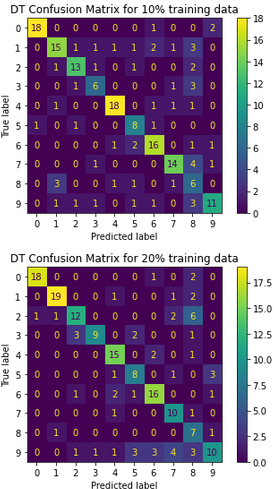 DT Confusion Matrix for 10% training data
0 18 0 0 0 0 0 1 0 0 2
1 0 15 1 1 1 1 2 1 3 0
2 0 1 13 1 0 1 0 0 2 0
3 0 0 1 6 0 0 0 1 3 0
4 0 1 0 0 18 0 1 1 1 0
5 1 0 1 0 0 8 1 0 0 0
6 0 0 0 0 1 2 16 0 1 1
7 0 0 0 1 0 0 0 14 4 1
8 0 3 0 0 1 1 0 1 6 0
9 0 1 1 1 0 1 1 0 3 11
0 1 2 3 4 5 6 7 8 9
Predicted label
True label
18
16
14
12
10
8
6
4
2
0
DT Confusion Matrix for 20% training data
0 18 0 0 0 0 0 1 0 2 0
1 0 19 0 0 1 0 0 1 2 0
2 1 1 12 0 0 0 0 2 6 0
3 0 0 3 9 0 2 0 0 1 0
4 0 0 0 0 15 0 2 0 1 0
5 0 0 0 0 1 8 0 1 0 3
6 0 0 1 0 2 1 16 0 1 0
7 0 0 0 0 1 0 0 10 1 0
8 0 1 0 0 0 0 0 0 7 1
9 0 0 1 1 1 3 3 4 3 10
0 1 2 3 4 5 6 7 8 9
Predicted label
True label
17.5
15.0
12.5
10.0
7.5
5.0
2.5
0.0